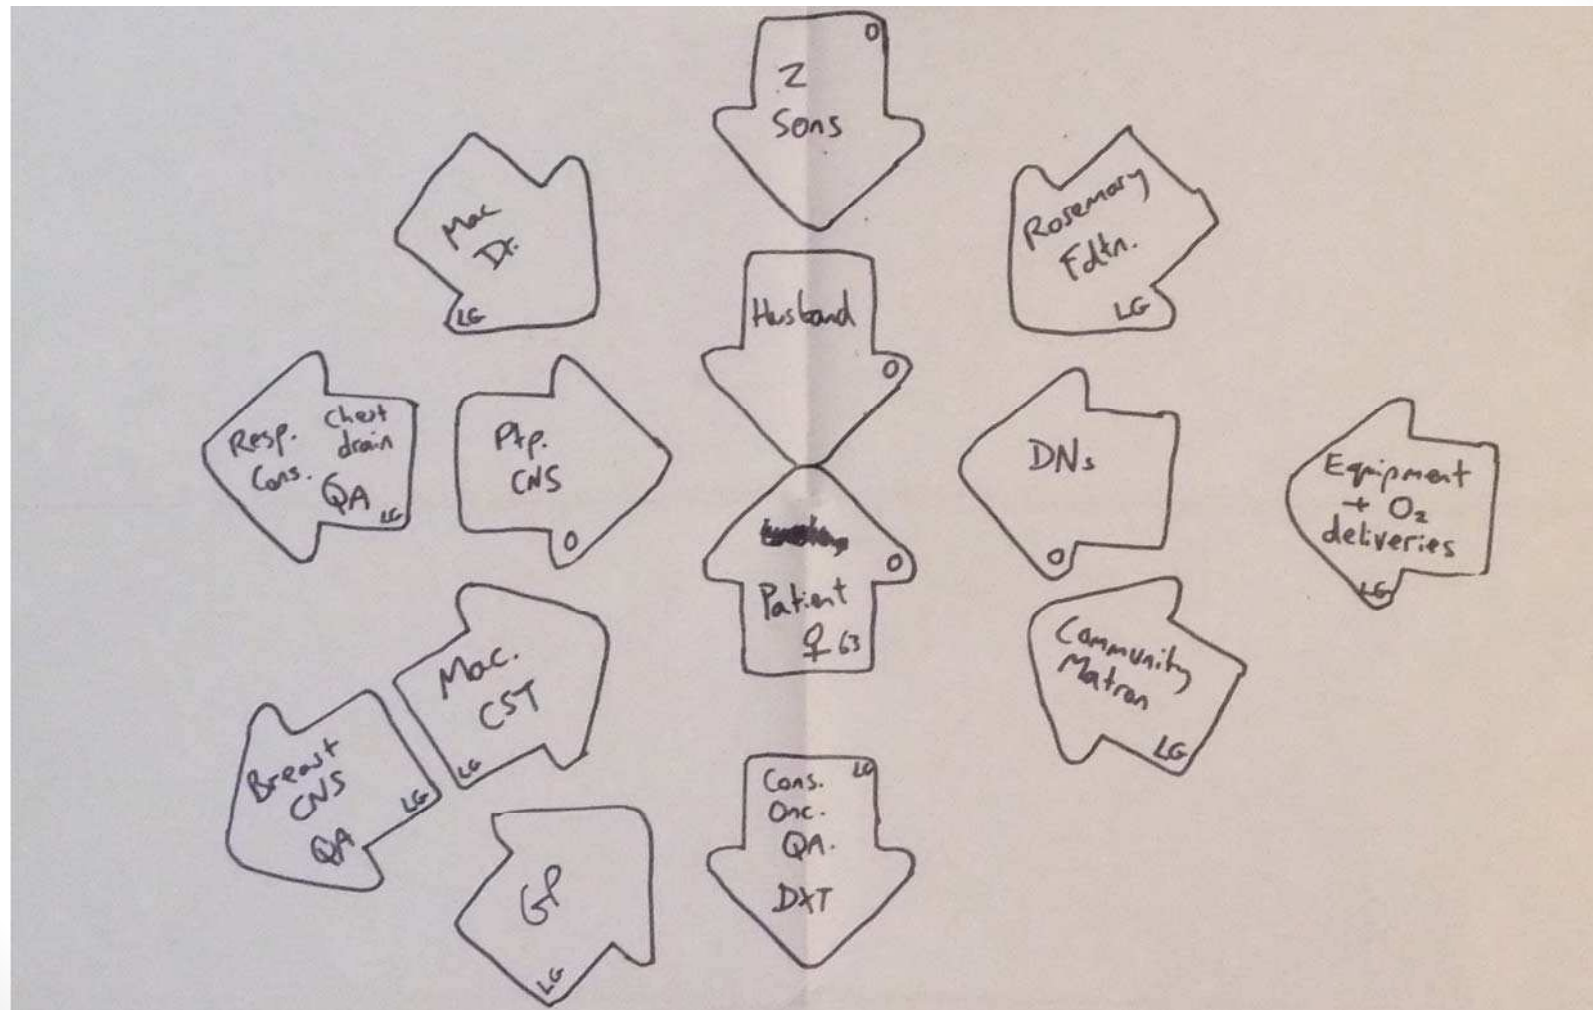 O
2
Sons
Mac
Dr.
LG
Rosemary
Fdtn.
LG
Husband
O
Resp.
Cons.
Chest
drain
QA
LG
Ptp.
CNS
O
DNs
O
Equipment
+ O₂
deliveries
LG
O
Patient
♀ 63
Mac.
CST
LG
Community
Matron
LG
Breast
CNS
QA
LG
GP
LG
Cons. LG
Onc.
QA.
DXT